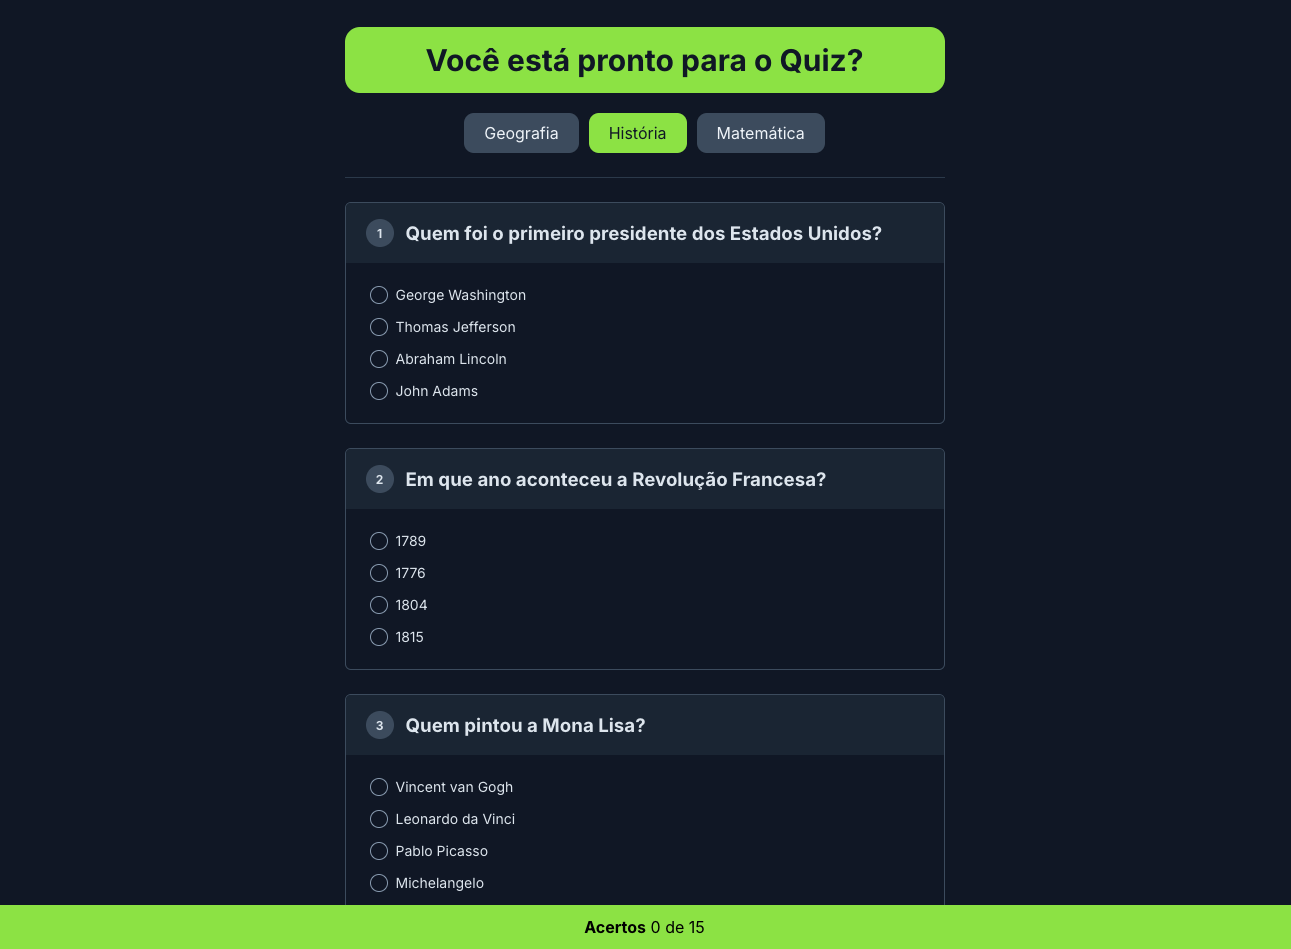 Você está pronto para o Quiz?
Geografia História Matemática
1 Quem foi o primeiro presidente dos Estados Unidos?
George Washington
Thomas Jefferson
Abraham Lincoln
John Adams
2 Em que ano aconteceu a Revolução Francesa?
1789
1776
1804
1815
3 Quem pintou a Mona Lisa?
Vincent van Gogh
Leonardo da Vinci
Pablo Picasso
Michelangelo
Acertos 0 de 15